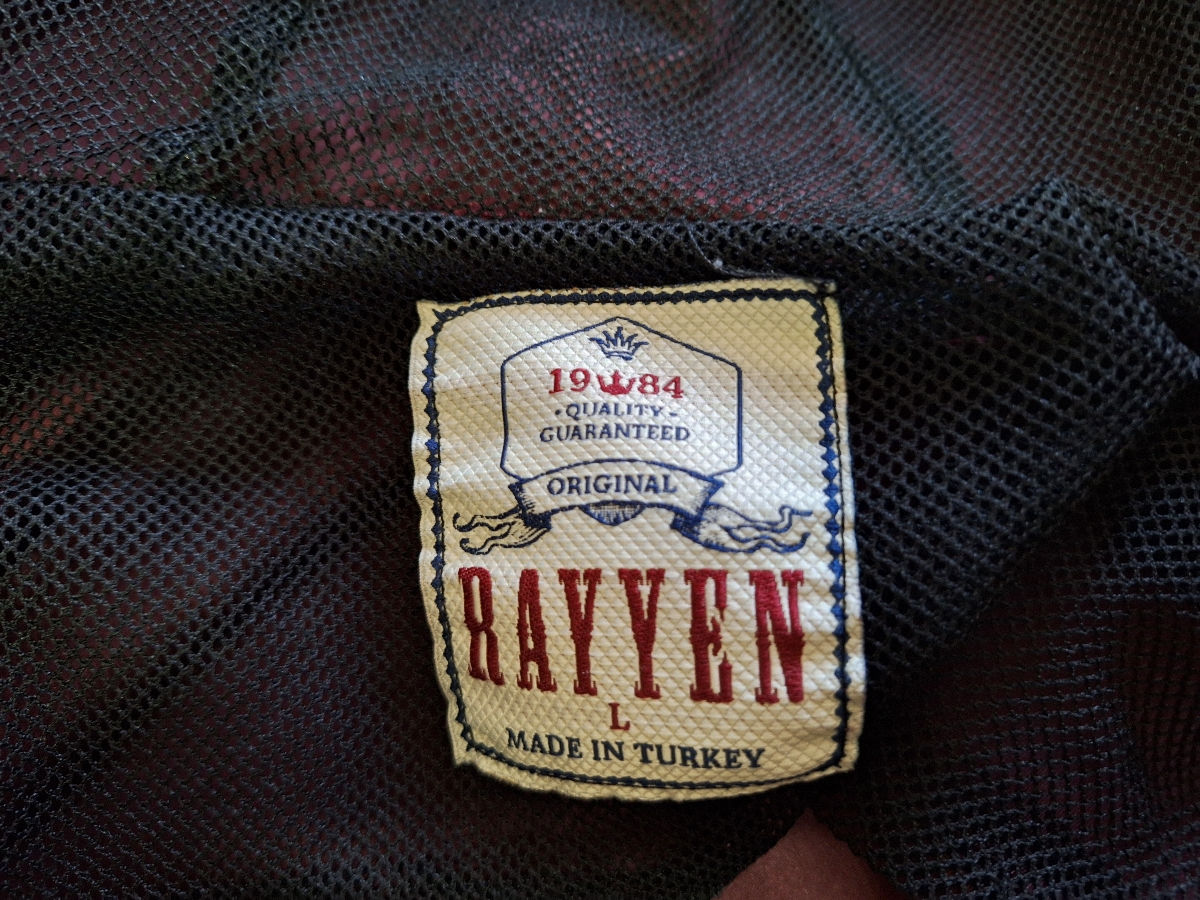 19 84
· QUALITY -
GUARANTEED
ORIGINAL
RAYYEN
L
MADE IN TURKEY